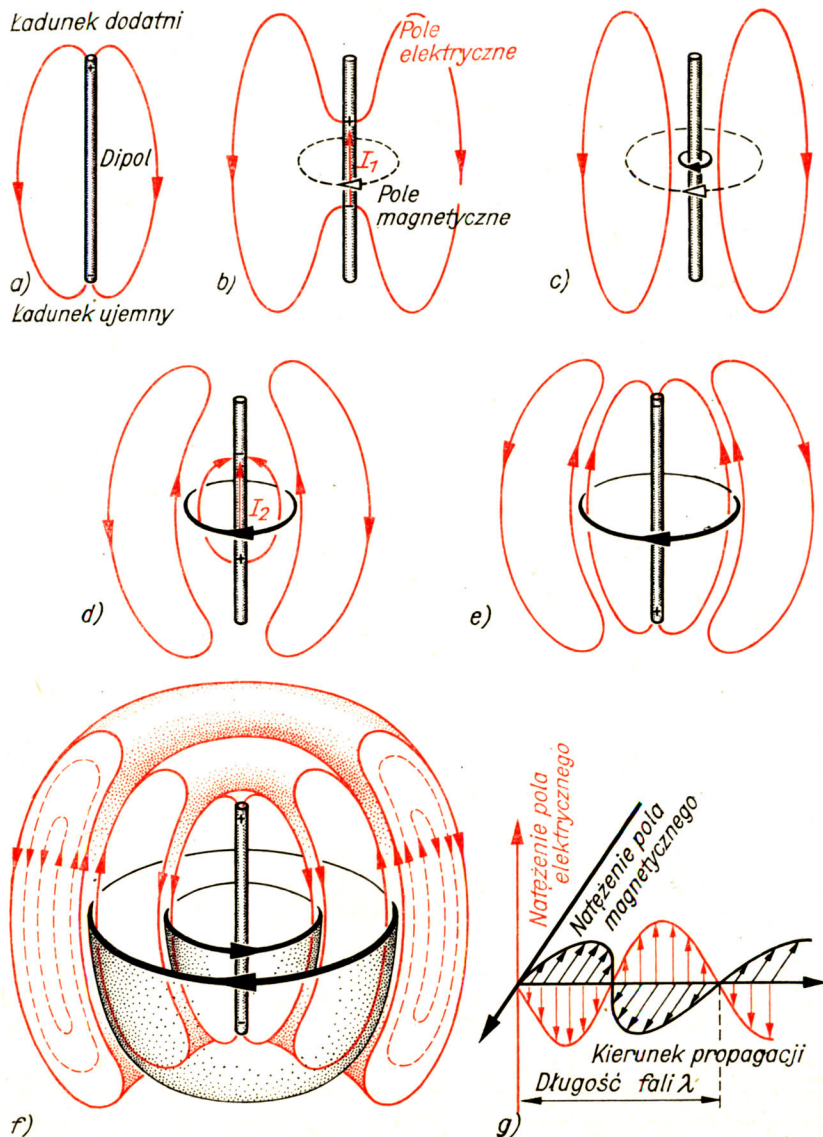 Ładunek dodatni
+
Dipol
−
a)
Ładunek ujemny
Pole
elektryczne
+
I₁
Pole
magnetyczne
−
b)
c)
−
I₂
+
d)
−
+
e)
+
−
f)
Natężenie pola
elektrycznego
Natężenie pola
magnetycznego
Kierunek propagacji
Długość fali λ
g)